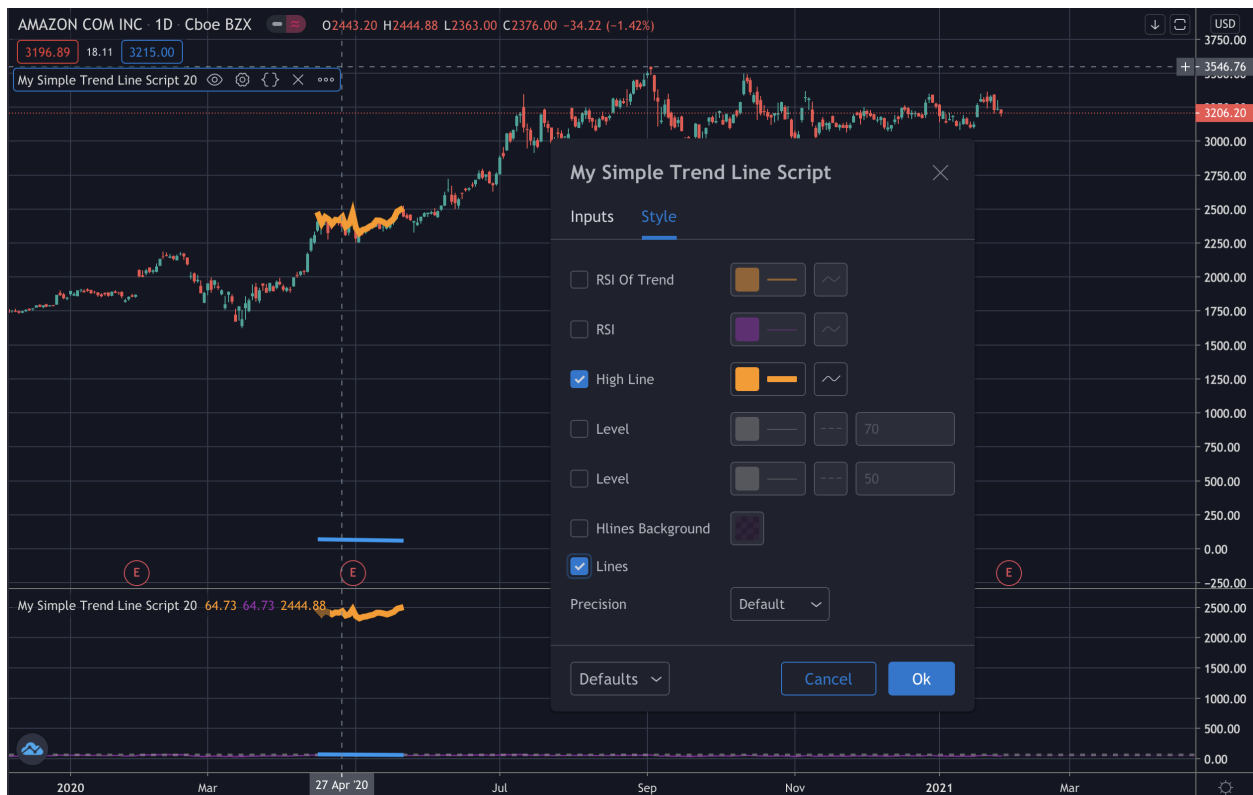 AMAZON COM INC · 1D · Cboe BZX O2443.20 H2444.88 L2363.00 C2376.00 −34.22 (−1.42%)
USD
3196.89 18.11 3215.00
My Simple Trend Line Script 20
3750.00
3546.76
3206.20
3000.00
2750.00
2500.00
2250.00
2000.00
1750.00
1500.00
1250.00
1000.00
750.00
500.00
250.00
0.00
−250.00
My Simple Trend Line Script
Inputs Style
RSI Of Trend
RSI
High Line
Level 70
Level 50
Hlines Background
Lines
Precision Default
Defaults Cancel Ok
E E E
My Simple Trend Line Script 20 64.73 64.73 2444.88
2500.00
2000.00
1500.00
1000.00
500.00
0.00
2020 Mar 27 Apr '20 Jul Sep Nov 2021 Mar